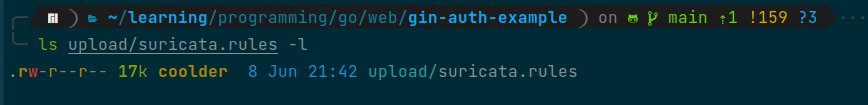 ~/learning/programming/go/web/gin-auth-example ) on main ⇡1 !159 ?3 ···
ls upload/suricata.rules -l
.rw-r--r-- 17k coolder 8 Jun 21:42 upload/suricata.rules